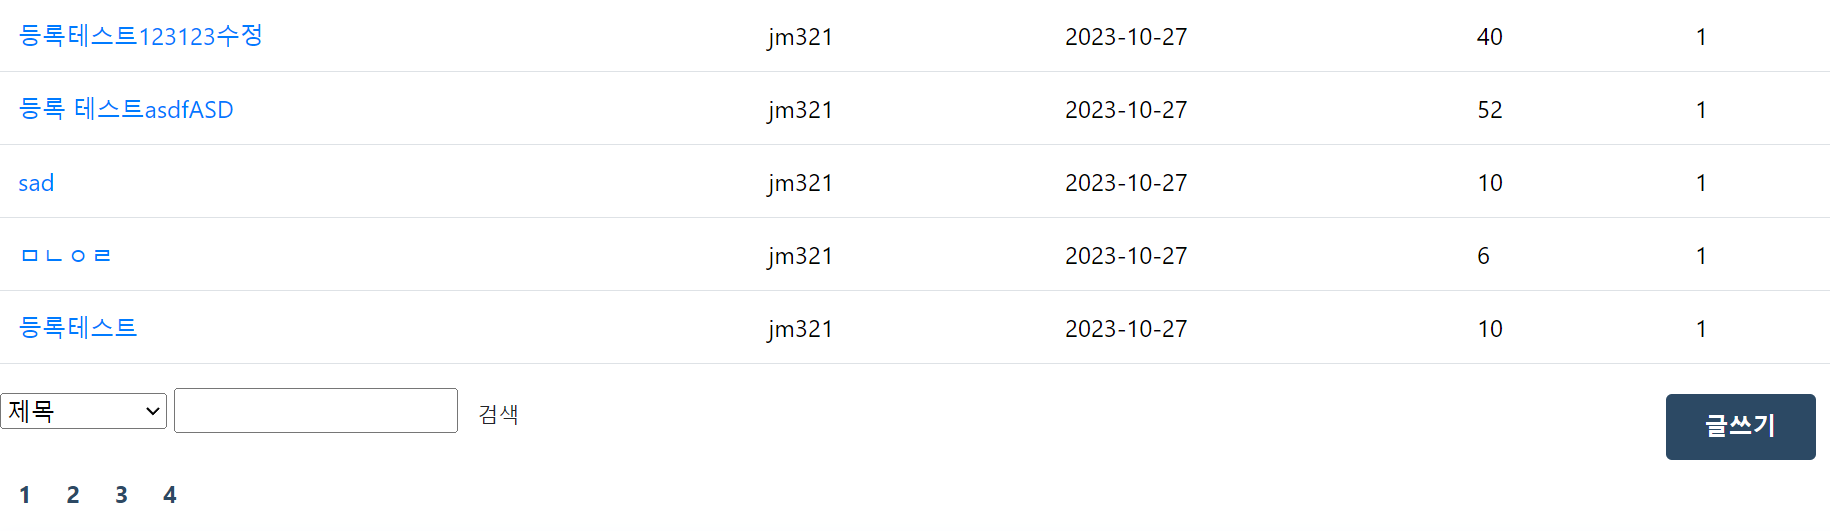 등록테스트123123수정 jm321 2023-10-27 40 1
등록 테스트asdfASD jm321 2023-10-27 52 1
sad jm321 2023-10-27 10 1
ㅁㄴㅇㄹ jm321 2023-10-27 6 1
등록테스트 jm321 2023-10-27 10 1
제목 검색 글쓰기
1 2 3 4